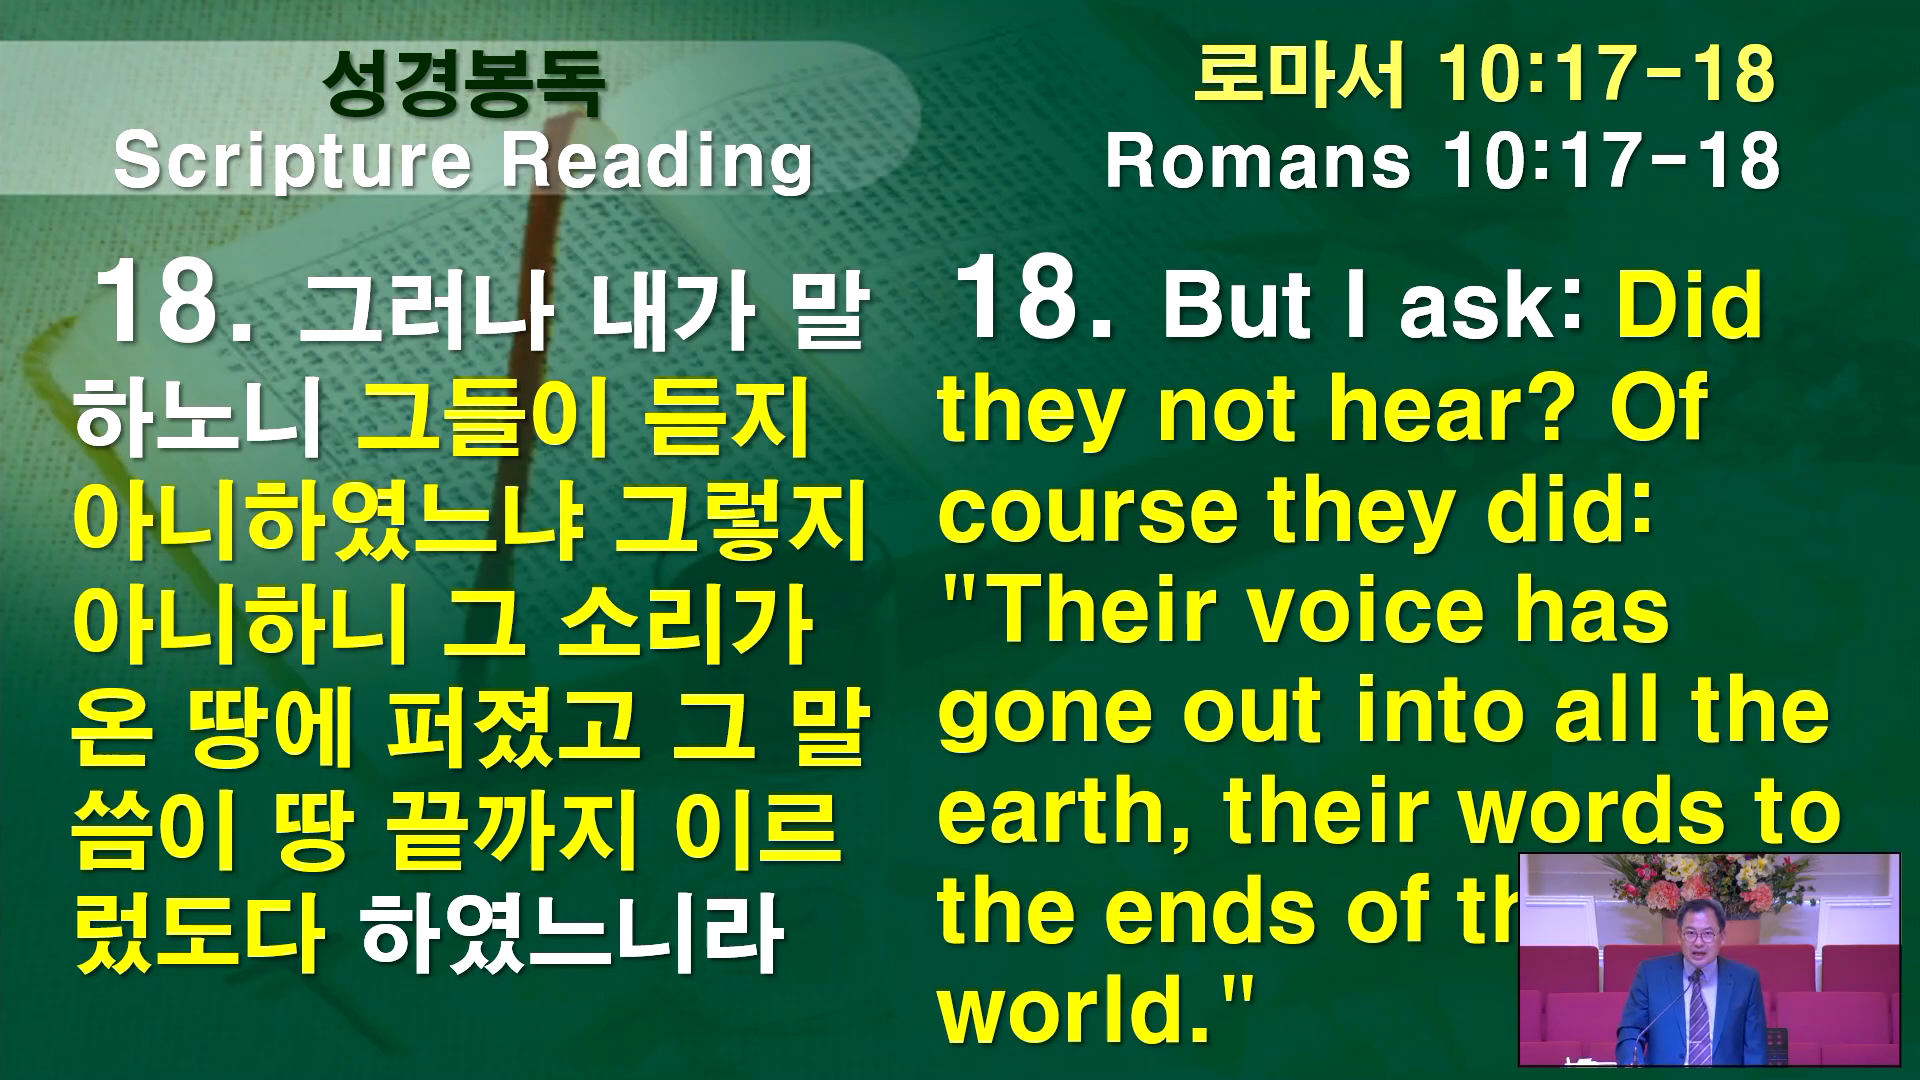 성경봉독
Scripture Reading
로마서 10:17-18
Romans 10:17-18
18. 그러나 내가 말
하노니 그들이 듣지
아니하였느냐 그렇지
아니하니 그 소리가
온 땅에 퍼졌고 그 말
씀이 땅 끝까지 이르
렀도다 하였느니라
18. But I ask: Did
they not hear? Of
course they did:
"Their voice has
gone out into all the
earth, their words to
the ends of
world."